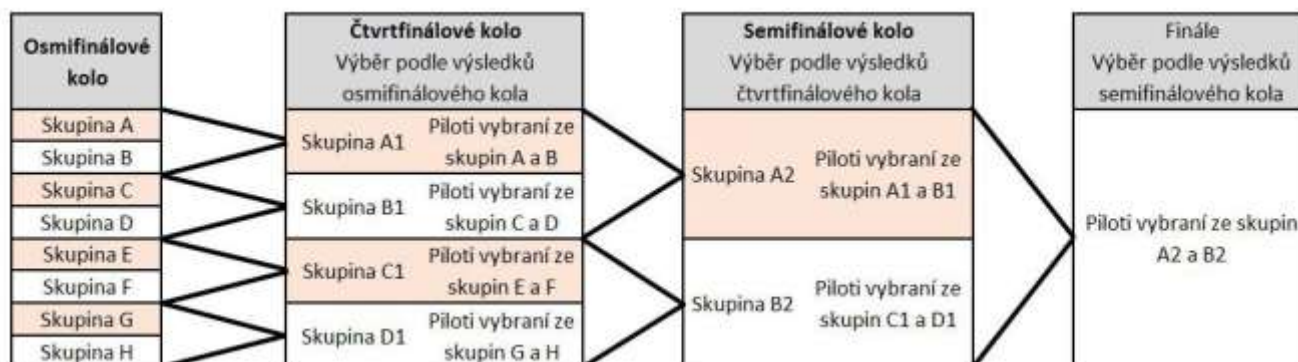 Osmifinálové
kolo
Skupina A
Skupina B
Skupina C
Skupina D
Skupina E
Skupina F
Skupina G
Skupina H
Čtvrtfinálové kolo
Výběr podle výsledků
osmifinálového kola
Skupina A1
Piloti vybraní ze
skupin A a B
Skupina B1
Piloti vybraní ze
skupin C a D
Skupina C1
Piloti vybraní ze
skupin E a F
Skupina D1
Piloti vybraní ze
skupin G a H
Semifinálové kolo
Výběr podle výsledků
čtvrtfinálového kola
Skupina A2
Piloti vybraní ze
skupin A1 a B1
Skupina B2
Piloti vybraní ze
skupin C1 a D1
Finále
Výběr podle výsledků
semifinálového kola
Piloti vybraní ze skupin
A2 a B2